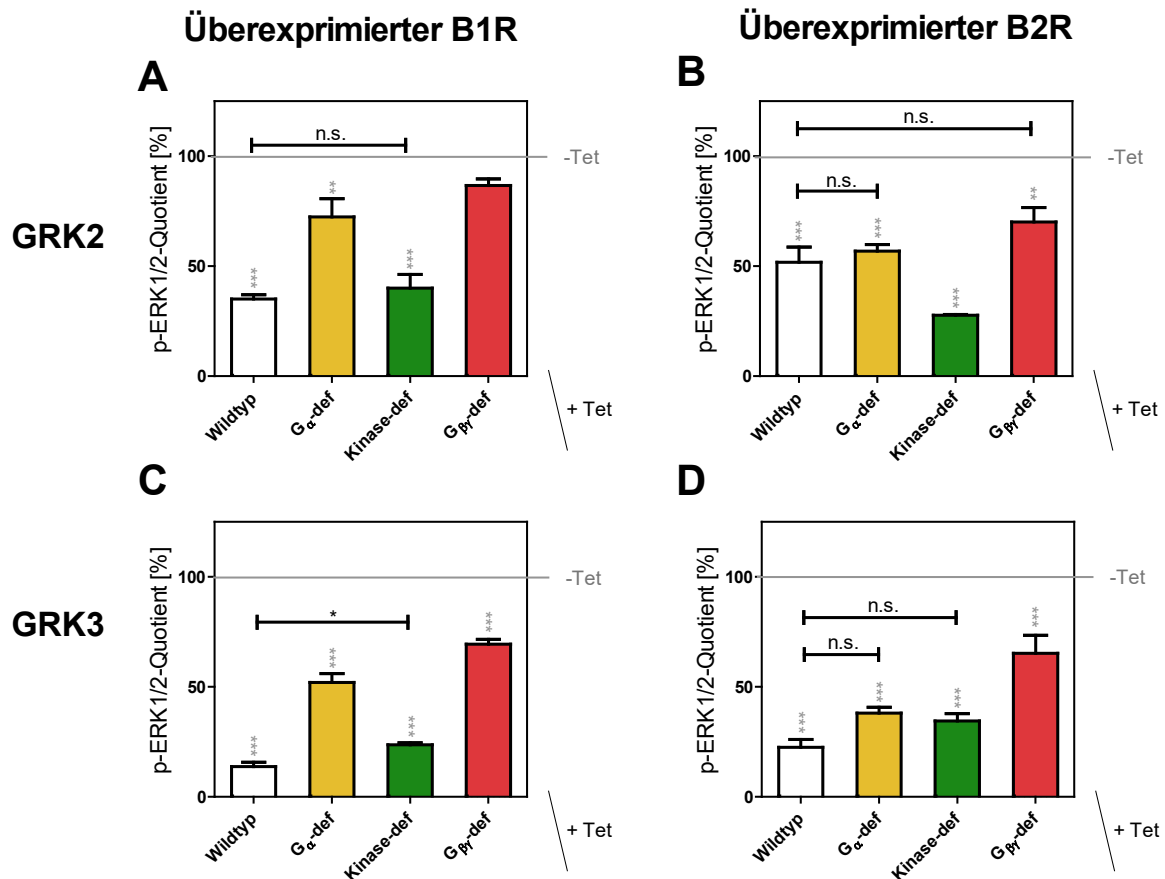 Überexprimierter B1R
Überexprimierter B2R
A
B
GRK2
p-ERK1/2-Quotient [%]
100
50
0
n.s.
-Tet
***
**
***
Wildtyp
Gα-def
Kinase-def
Gβγ-def
+ Tet
p-ERK1/2-Quotient [%]
100
50
0
n.s.
-Tet
n.s.
***
***
***
**
Wildtyp
Gα-def
Kinase-def
Gβγ-def
+ Tet
C
D
GRK3
p-ERK1/2-Quotient [%]
100
50
0
-Tet
*
***
***
***
***
Wildtyp
Gα-def
Kinase-def
Gβγ-def
+ Tet
p-ERK1/2-Quotient [%]
100
50
0
-Tet
n.s.
n.s.
***
***
***
***
Wildtyp
Gα-def
Kinase-def
Gβγ-def
+ Tet